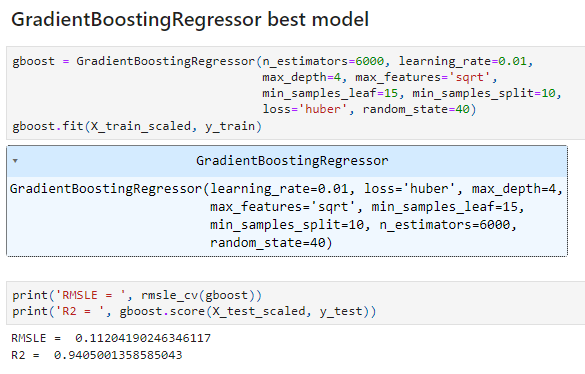 GradientBoostingRegressor best model
gboost = GradientBoostingRegressor(n_estimators=6000, learning_rate=0.01,
max_depth=4, max_features='sqrt',
min_samples_leaf=15, min_samples_split=10,
loss='huber', random_state=40)
gboost.fit(X_train_scaled, y_train)
GradientBoostingRegressor
GradientBoostingRegressor(learning_rate=0.01, loss='huber', max_depth=4,
max_features='sqrt', min_samples_leaf=15,
min_samples_split=10, n_estimators=6000,
random_state=40)
print('RMSLE = ', rmsle_cv(gboost))
print('R2 = ', gboost.score(X_test_scaled, y_test))
RMSLE =  0.11204190246346117
R2 =  0.9405001358585043